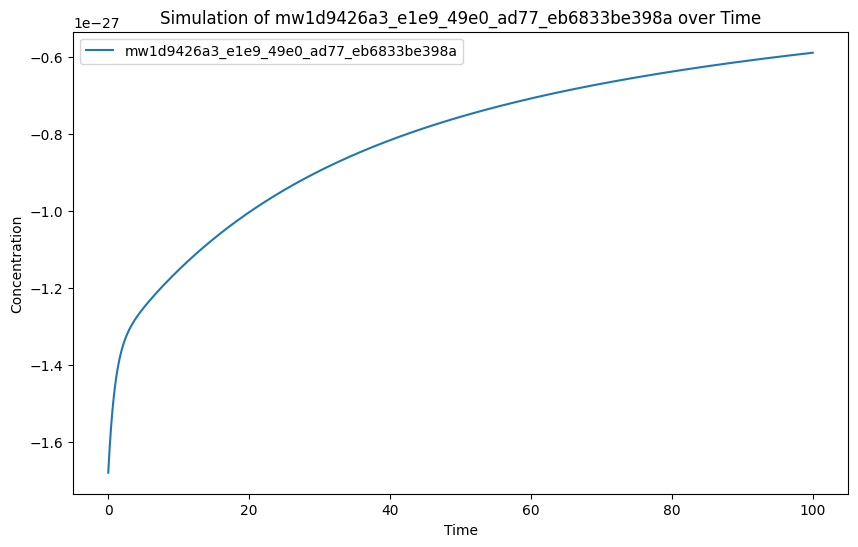 Simulation of mw1d9426a3_e1e9_49e0_ad77_eb6833be398a over Time
1e−27
mw1d9426a3_e1e9_49e0_ad77_eb6833be398a
−0.6
−0.8
−1.0
−1.2
−1.4
−1.6
Concentration
0 20 40 60 80 100
Time